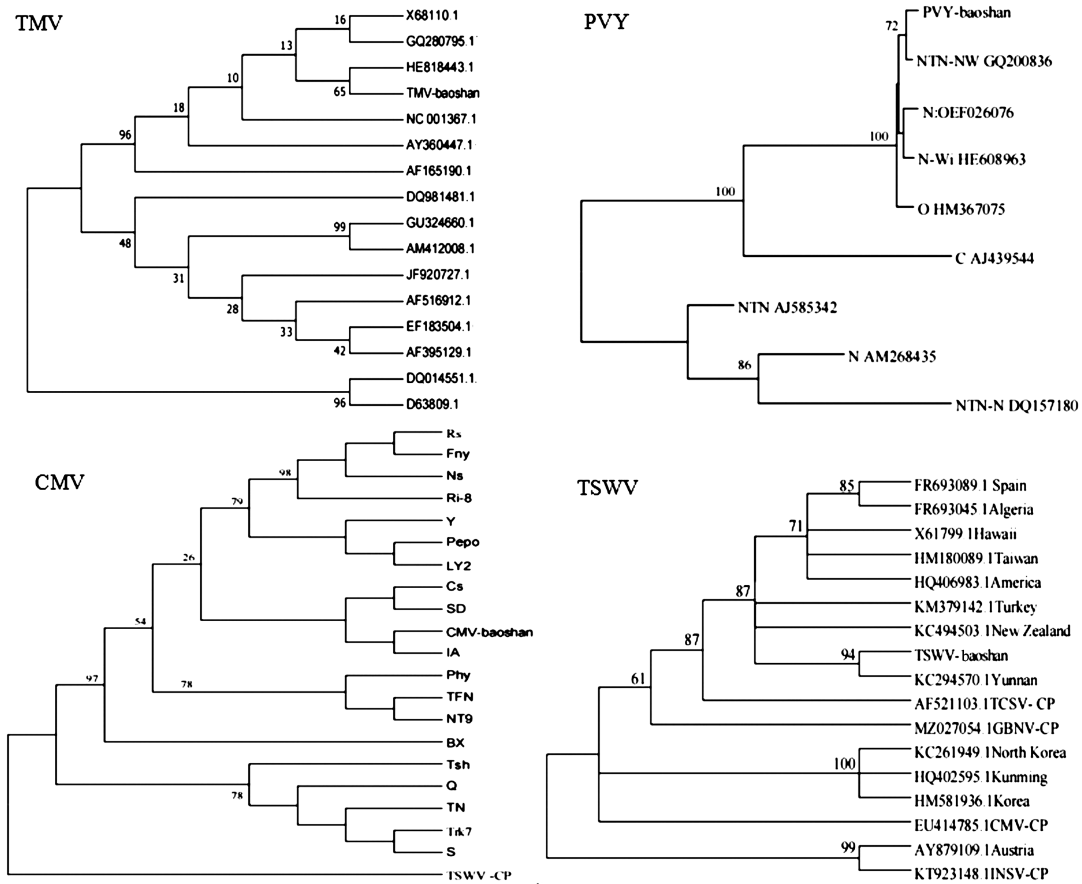 TMV
16
X68110.1
GQ280795.1
13
HE818443.1
65
TMV-baoshan
10
NC 001367.1
18
AY360447.1
96
AF165190.1
DQ981481.1
48
99
GU324660.1
AM412008.1
31
JF920727.1
28
AF516912.1
33
EF183504.1
42
AF395129.1
DQ014551.1.
96
D63809.1
PVY
72
PVY-baoshan
NTN-NW GQ200836
N:OEF026076
100
N-Wi HE608963
100
O HM367075
C AJ439544
NTN AJ585342
86
N AM268435
NTN-N DQ157180
CMV
Rs
Fny
98
Ns
Ri-8
79
Y
Pepo
26
LY2
Cs
SD
54
CMV-baoshan
IA
97
78
Phy
TFN
NT9
BX
Tsh
78
Q
TN
Trk7
S
TSWV -CP
TSWV
85
FR693089.1 Spain
FR693045.1Algeria
71
X61799.1Hawaii
HM180089.1Taiwan
HQ406983.1America
87
KM379142.1Turkey
KC494503.1New Zealand
87
94
TSWV-baoshan
KC294570.1Yunnan
61
AF521103.1TCSV- CP
MZ027054.1GBNV-CP
100
KC261949.1North Korea
HQ402595.1Kunming
HM581936.1Korea
EU414785.1CMV-CP
99
AY879109.1Austria
KT923148.1INSV-CP